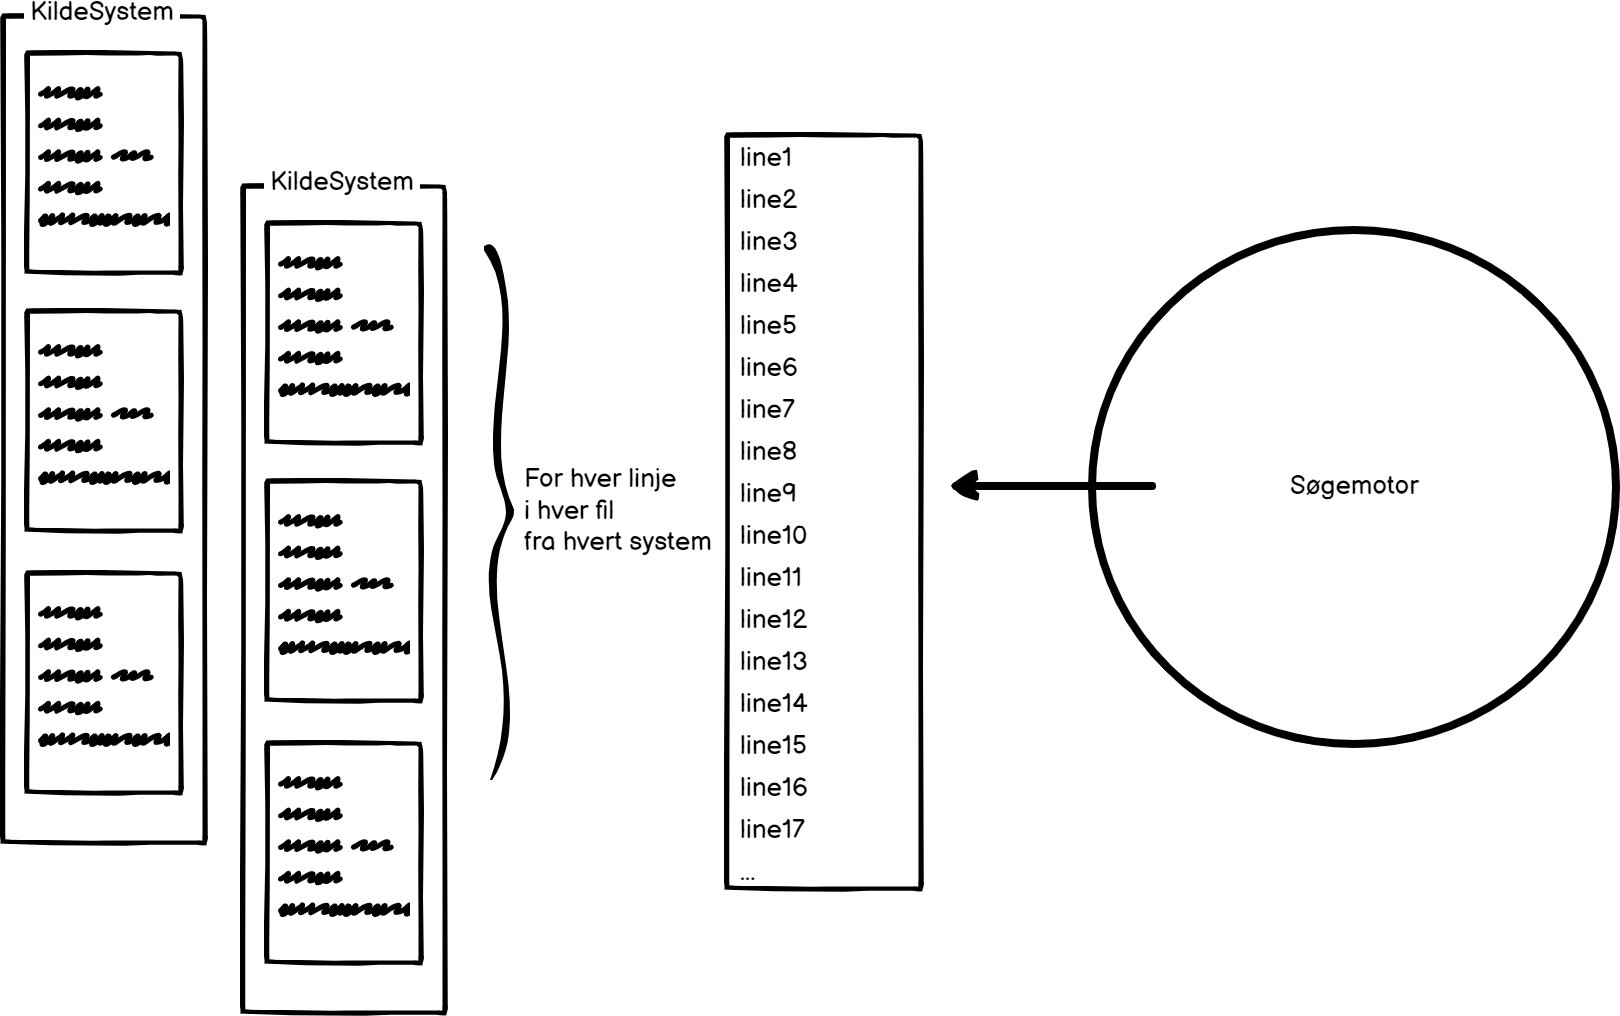 KildeSystem
KildeSystem
For hver linje
i hver fil
fra hvert system
line1
line2
line3
line4
line5
line6
line7
line8
line9
line10
line11
line12
line13
line14
line15
line16
line17
...
Søgemotor